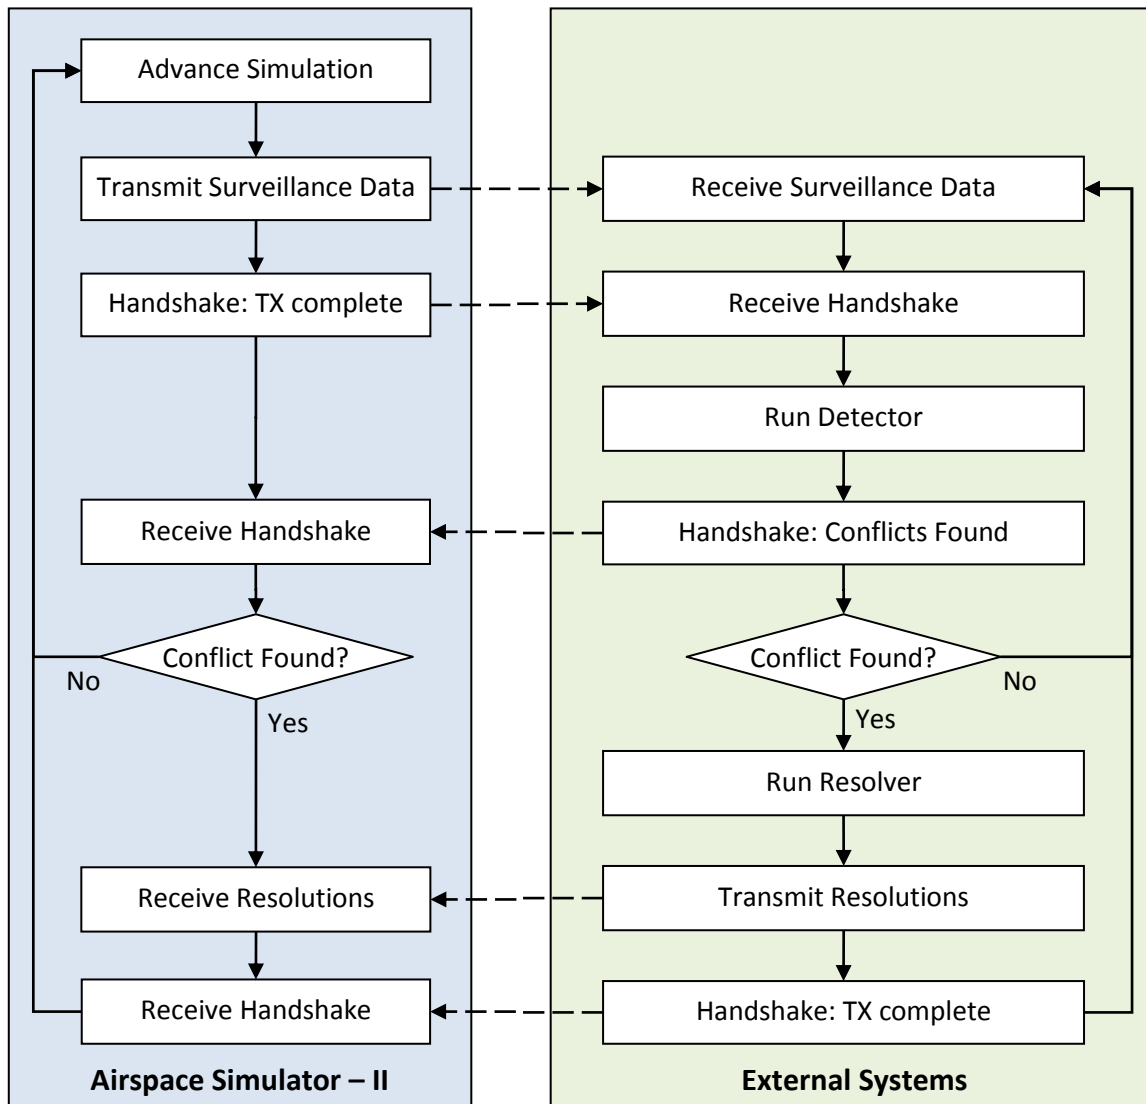 Advance Simulation
Transmit Surveillance Data
Receive Surveillance Data
Handshake: TX complete
Receive Handshake
Run Detector
Receive Handshake
Handshake: Conflicts Found
Conflict Found?
Conflict Found?
No
No
Yes
Yes
Run Resolver
Receive Resolutions
Transmit Resolutions
Receive Handshake
Handshake: TX complete
Airspace Simulator – II
External Systems